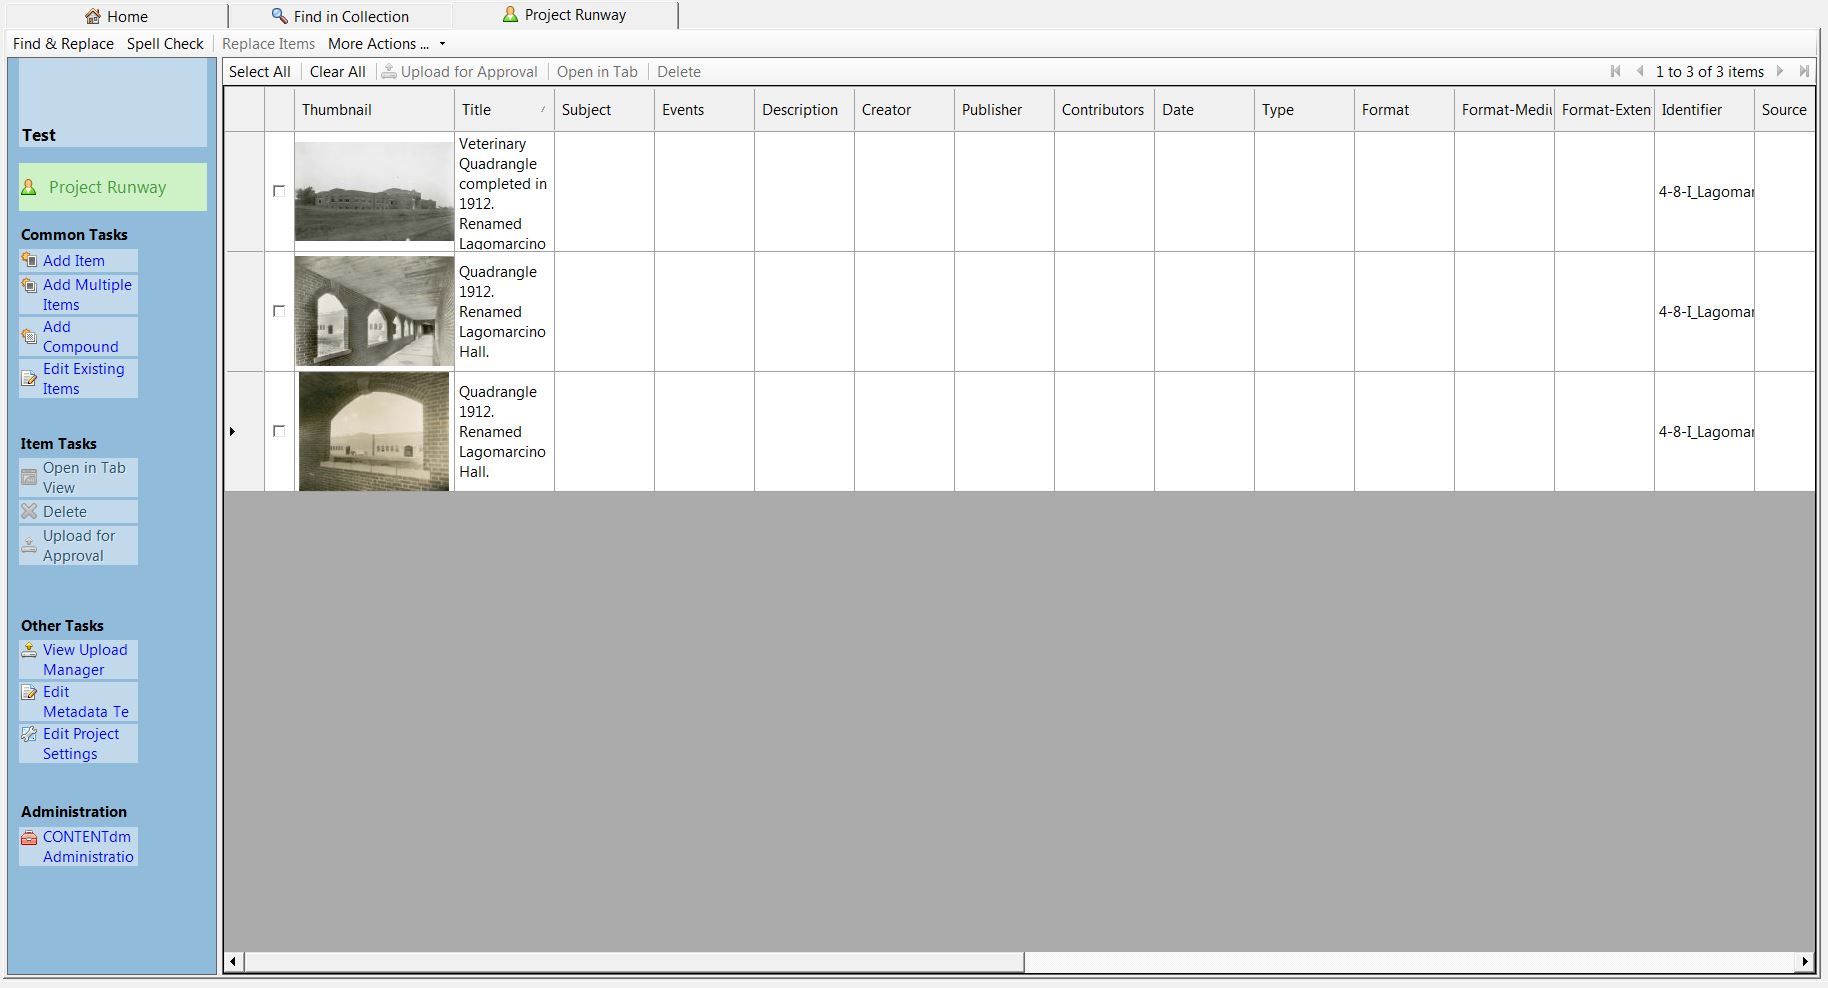 Home
Find in Collection
Project Runway
Find & Replace Spell Check Replace Items More Actions ...
Select All Clear All Upload for Approval Open in Tab Delete
1 to 3 of 3 items
Test
Project Runway
Common Tasks
Add Item
Add Multiple
Items
Add
Compound
Edit Existing
Items
Item Tasks
Open in Tab
View
Delete
Upload for
Approval
Other Tasks
View Upload
Manager
Edit
Metadata Te
Edit Project
Settings
Administration
CONTENTdm
Administratio
Thumbnail Title Subject Events Description Creator Publisher Contributors Date Type Format Format-Mediu Format-Exten Identifier Source
Veterinary
Quadrangle
completed in
1912.
Renamed
Lagomarcino
4-8-I_Lagomar
Quadrangle
1912.
Renamed
Lagomarcino
Hall.
4-8-I_Lagomar
Quadrangle
1912.
Renamed
Lagomarcino
Hall.
4-8-I_Lagomar